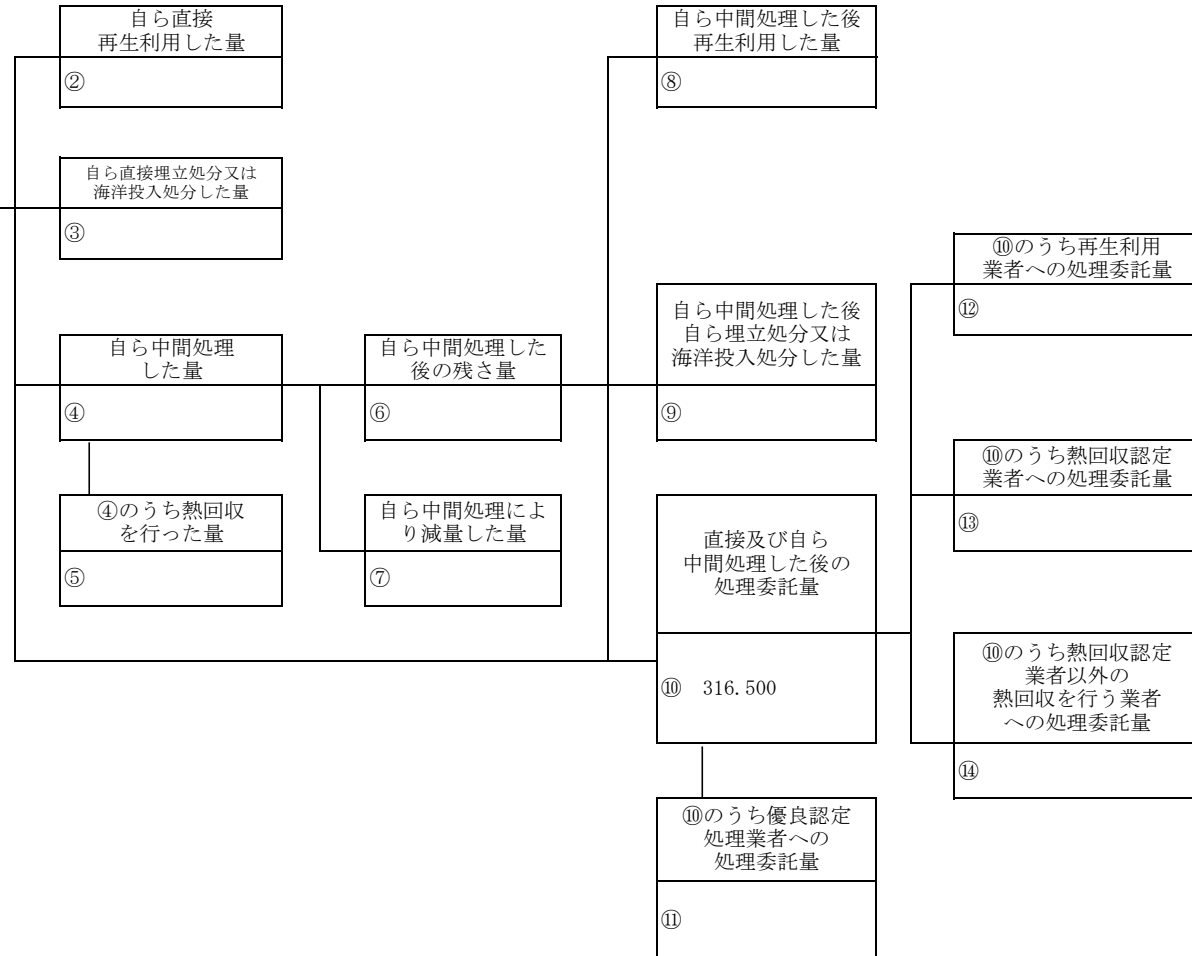 自ら直接
再生利用した量
②
自ら中間処理した後
再生利用した量
⑧
自ら直接埋立処分又は
海洋投入処分した量
③
⑩のうち再生利用
業者への処理委託量
⑫
自ら中間処理した後
自ら埋立処分又は
海洋投入処分した量
⑨
自ら中間処理
した量
④
自ら中間処理した
後の残さ量
⑥
⑩のうち熱回収認定
業者への処理委託量
⑬
④のうち熱回収
を行った量
⑤
自ら中間処理によ
り減量した量
⑦
直接及び自ら
中間処理した後の
処理委託量
⑩ 316.500
⑩のうち熱回収認定
業者以外の
熱回収を行う業者
への処理委託量
⑭
⑩のうち優良認定
処理業者への
処理委託量
⑪